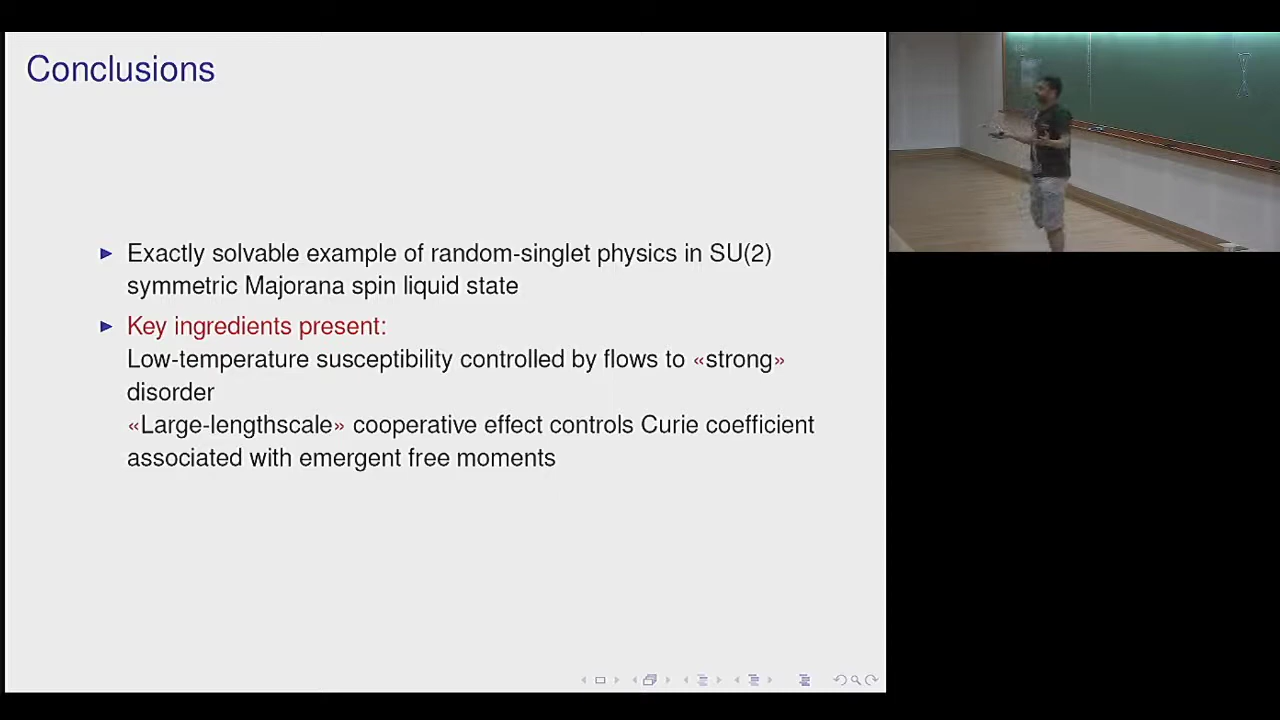 Conclusions
Exactly solvable example of random-singlet physics in SU(2)
symmetric Majorana spin liquid state
Key ingredients present:
Low-temperature susceptibility controlled by flows to «strong»
disorder
«Large-lengthscale» cooperative effect controls Curie coefficient
associated with emergent free moments